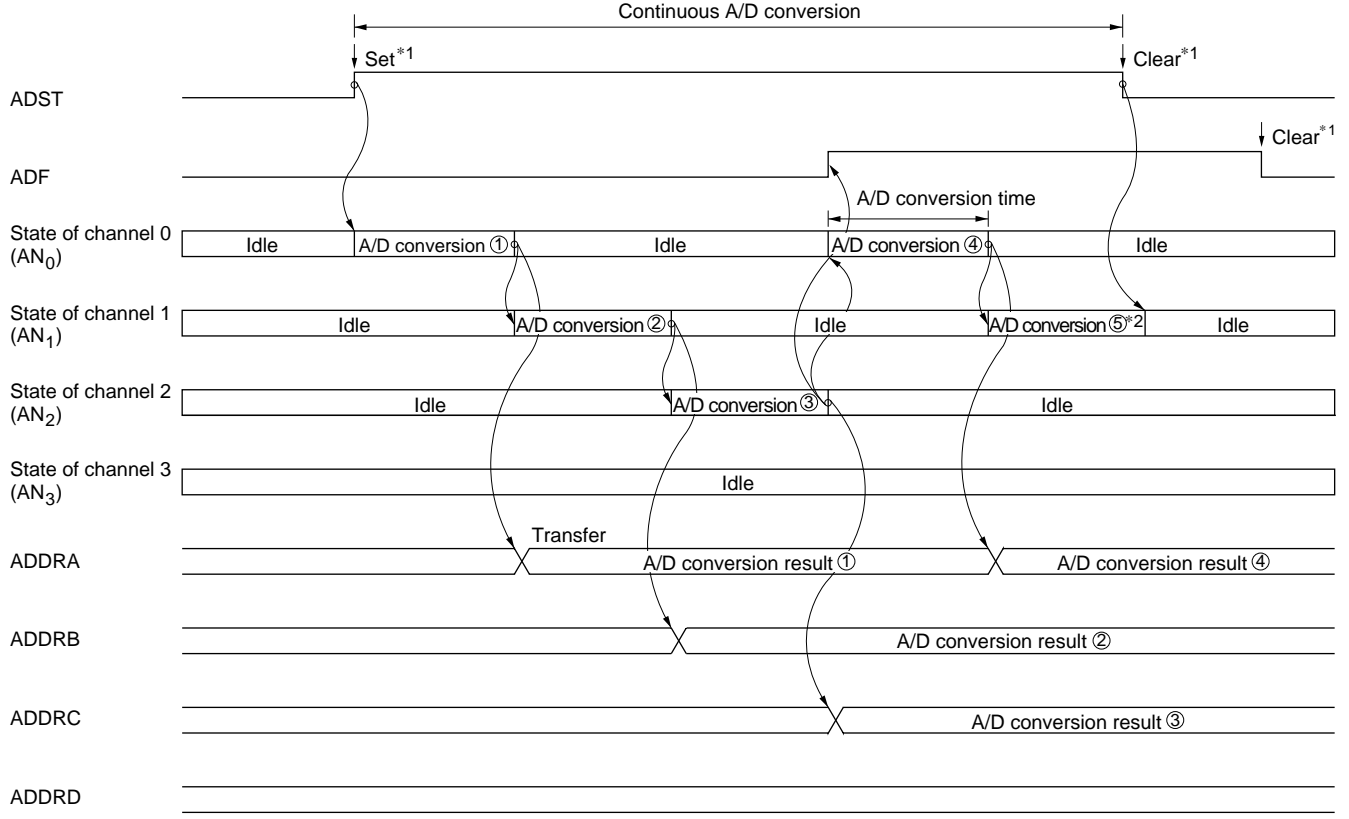 Continuous A/D conversion
Set*1 Clear*1
ADST
Clear*1
ADF
A/D conversion time
State of channel 0
(AN0)
Idle A/D conversion ① Idle A/D conversion ④ Idle
State of channel 1
(AN1)
Idle A/D conversion ② Idle A/D conversion ⑤*2 Idle
State of channel 2
(AN2)
Idle A/D conversion ③ Idle
State of channel 3
(AN3)
Idle
Transfer
ADDRA A/D conversion result ① A/D conversion result ④
ADDRB A/D conversion result ②
ADDRC A/D conversion result ③
ADDRD